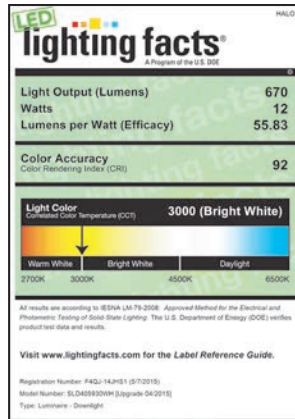 HALO
LED
lighting facts®
A Program of the U.S. DOE
Light Output (Lumens) 670
Watts 12
Lumens per Watt (Efficacy) 55.83
Color Accuracy 92
Color Rendering Index (CRI)
Light Color 3000 (Bright White)
Correlated Color Temperature (CCT)
Warm White Bright White Daylight
2700K 3000K 4500K 6500K
All results are according to IESNA LM-79-2008: Approved Method for the Electrical and
Photometric Testing of Solid-State Lighting. The U.S. Department of Energy (DOE) verifies
product test data and results.
Visit www.lightingfacts.com for the Label Reference Guide.
Registration Number: F4QJ-14JHS1 (5/7/2015)
Model Number: SLD405930WH [Upgrade 04/2015]
Type: Luminaire - Downlight